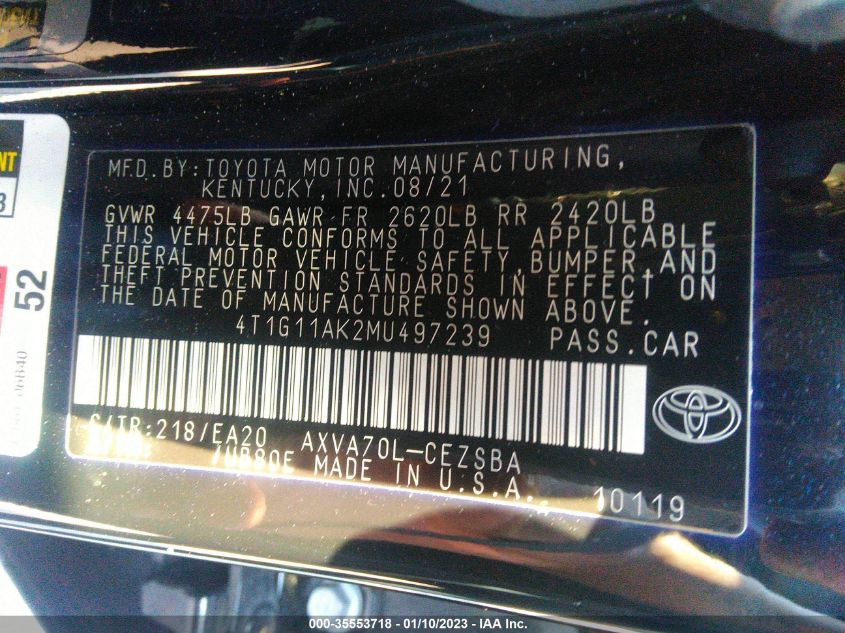 MFD.BY:TOYOTA MOTOR MANUFACTURING,
KENTUCKY, INC. 08/21
GVWR 4475LB GAWR FR 2620LB RR 2420LB
THIS VEHICLE CONFORMS TO ALL APPLICABLE
FEDERAL MOTOR VEHICLE SAFETY, BUMPER, AND
THEFT PREVENTION STANDARDS IN EFFECT ON
THE DATE OF MANUFACTURE SHOWN ABOVE.
4T1G11AK2MU497239 PASS.CAR
C/TR:218/EA20 AXVA70L-CEZSBA
/UB80E MADE IN U.S.A. 10119
52
000-35553718 - 01/10/2023 - IAA Inc.